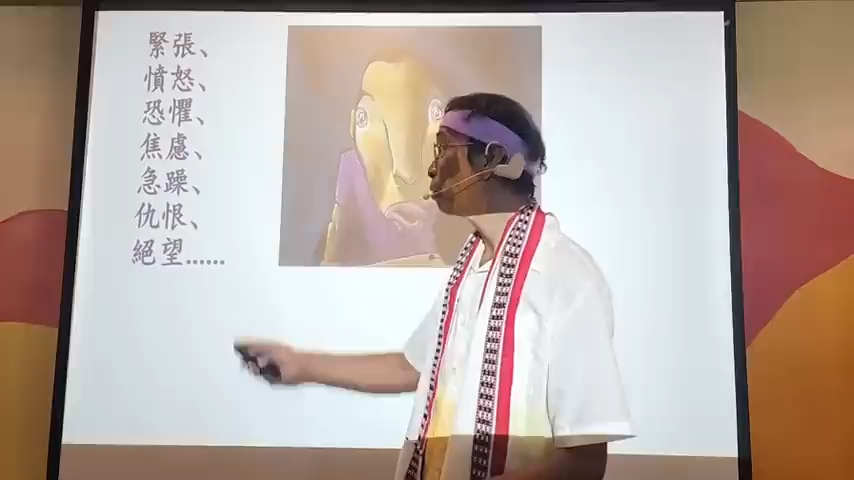 緊張、
憤怒、
恐懼、
焦慮、
急躁、
仇恨、
絕望……